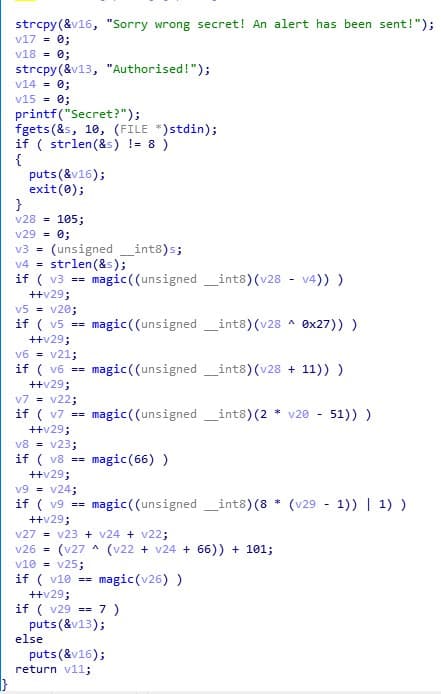 strcpy(&v16, "Sorry wrong secret! An alert has been sent!");
v17 = 0;
v18 = 0;
strcpy(&v13, "Authorised!");
v14 = 0;
v15 = 0;
printf("Secret?");
fgets(&s, 10, (FILE *)stdin);
if ( strlen(&s) != 8 )
{
puts(&v16);
exit(0);
}
v28 = 105;
v29 = 0;
v3 = (unsigned __int8)s;
v4 = strlen(&s);
if ( v3 == magic((unsigned __int8)(v28 - v4)) )
++v29;
v5 = v20;
if ( v5 == magic((unsigned __int8)(v28 ^ 0x27)) )
++v29;
v6 = v21;
if ( v6 == magic((unsigned __int8)(v28 + 11)) )
++v29;
v7 = v22;
if ( v7 == magic((unsigned __int8)(2 * v20 - 51)) )
++v29;
v8 = v23;
if ( v8 == magic(66) )
++v29;
v9 = v24;
if ( v9 == magic((unsigned __int8)(8 * (v29 - 1)) | 1) )
++v29;
v27 = v23 + v24 + v22;
v26 = (v27 ^ (v22 + v24 + 66)) + 101;
v10 = v25;
if ( v10 == magic(v26) )
++v29;
if ( v29 == 7 )
puts(&v13);
else
puts(&v16);
return v11;
}